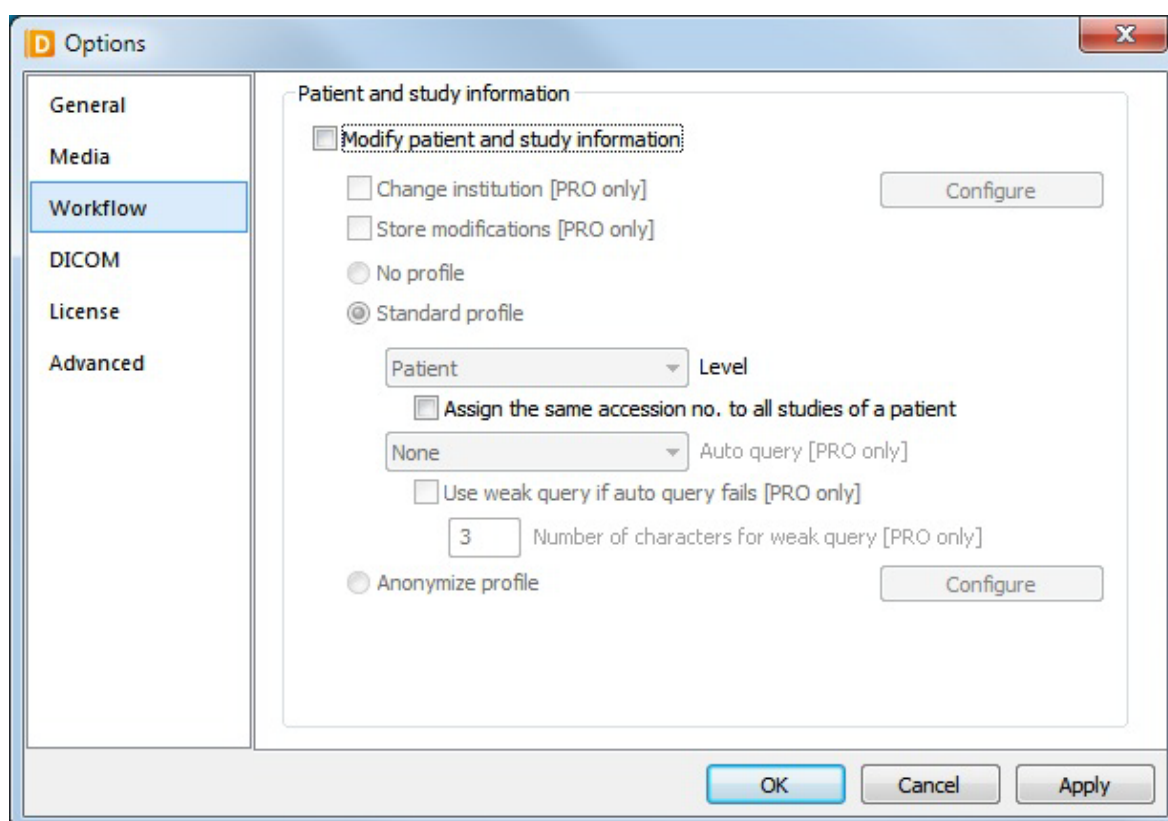 D Options
X
General
Media
Workflow
DICOM
License
Advanced
Patient and study information
Modify patient and study information
Change institution [PRO only] Configure
Store modifications [PRO only]
No profile
Standard profile
Patient Level
Assign the same accession no. to all studies of a patient
None Auto query [PRO only]
Use weak query if auto query fails [PRO only]
3 Number of characters for weak query [PRO only]
Anonymize profile Configure
OK Cancel Apply